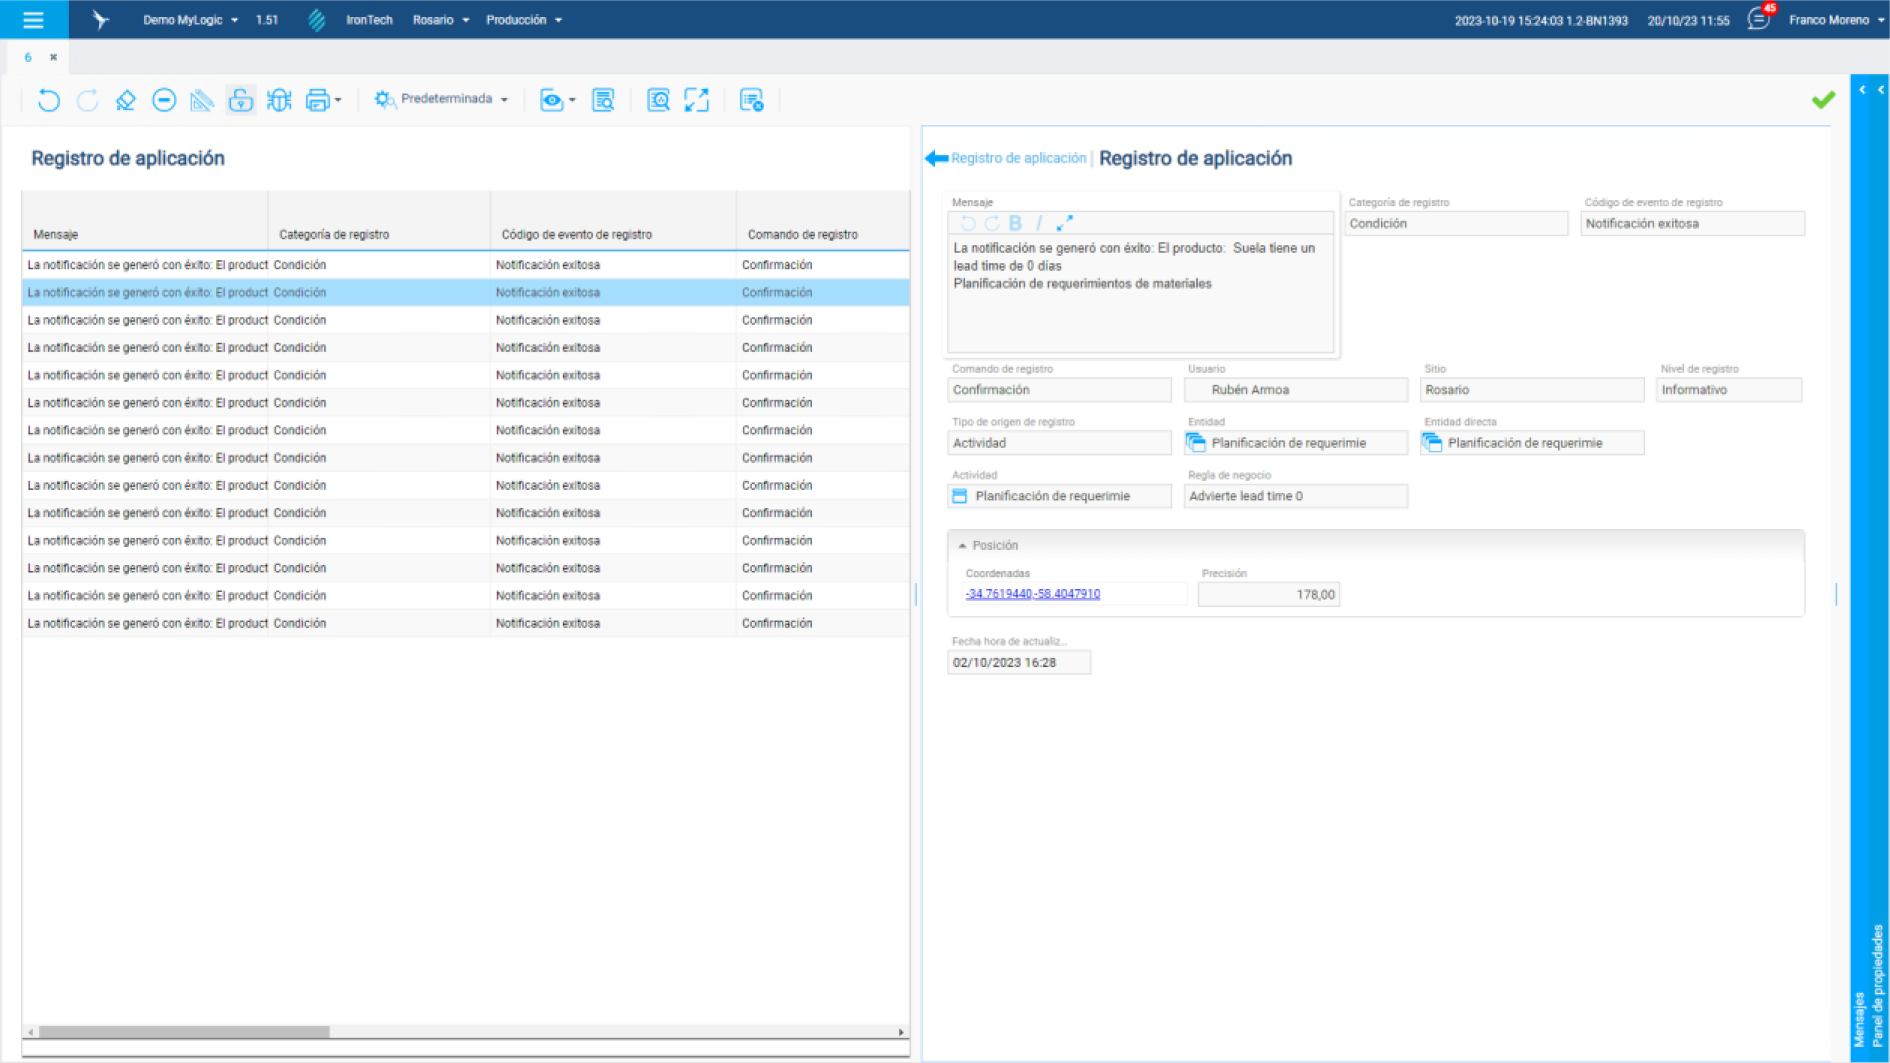 Demo MyLogic 1.51 IronTech Rosario Producción 2023-10-19 15:24:03 1.2-BN1393 20/10/23 11:55 45 Franco Moreno
6
Predeterminada
Registro de aplicación
Mensaje Categoría de registro Código de evento de registro Comando de registro
La notificación se generó con éxito: El product Condición Notificación exitosa Confirmación
La notificación se generó con éxito: El product Condición Notificación exitosa Confirmación
La notificación se generó con éxito: El product Condición Notificación exitosa Confirmación
La notificación se generó con éxito: El product Condición Notificación exitosa Confirmación
La notificación se generó con éxito: El product Condición Notificación exitosa Confirmación
La notificación se generó con éxito: El product Condición Notificación exitosa Confirmación
La notificación se generó con éxito: El product Condición Notificación exitosa Confirmación
La notificación se generó con éxito: El product Condición Notificación exitosa Confirmación
La notificación se generó con éxito: El product Condición Notificación exitosa Confirmación
La notificación se generó con éxito: El product Condición Notificación exitosa Confirmación
La notificación se generó con éxito: El product Condición Notificación exitosa Confirmación
La notificación se generó con éxito: El product Condición Notificación exitosa Confirmación
La notificación se generó con éxito: El product Condición Notificación exitosa Confirmación
La notificación se generó con éxito: El product Condición Notificación exitosa Confirmación
Registro de aplicación | Registro de aplicación
Mensaje Categoría de registro Código de evento de registro
B I Condición Notificación exitosa
La notificación se generó con éxito: El producto: Suela tiene un
lead time de 0 días
Planificación de requerimientos de materiales
Comando de registro Usuario Sitio Nivel de registro
Confirmación Rubén Armoa Rosario Informativo
Tipo de origen de registro Entidad Entidad directa
Actividad Planificación de requerimie Planificación de requerimie
Actividad Regla de negocio
Planificación de requerimie Advierte lead time 0
Posición
Coordenadas Precisión
-34.7619440,-58.4047910 178,00
Fecha hora de actualiz...
02/10/2023 16:28
Mensajes
Panel de propiedades